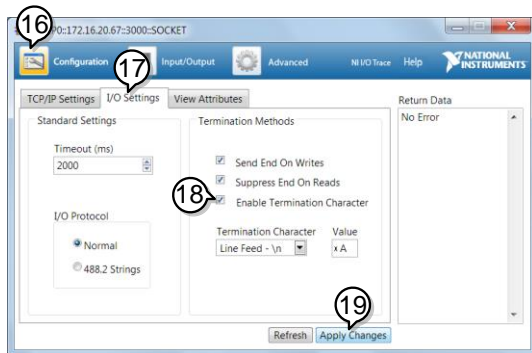 16
P0::172.16.20.67::3000::SOCKET
Configuration
Input/Output
Advanced
NI I/O Trace
Help
NATIONAL INSTRUMENTS
17
TCP/IP Settings
I/O Settings
View Attributes
Return Data
No Error
Standard Settings
Timeout (ms)
2000
I/O Protocol
Normal
488.2 Strings
Termination Methods
Send End On Writes
Suppress End On Reads
18
Enable Termination Character
Termination Character
Value
Line Feed - \n
x A
19
Refresh
Apply Changes